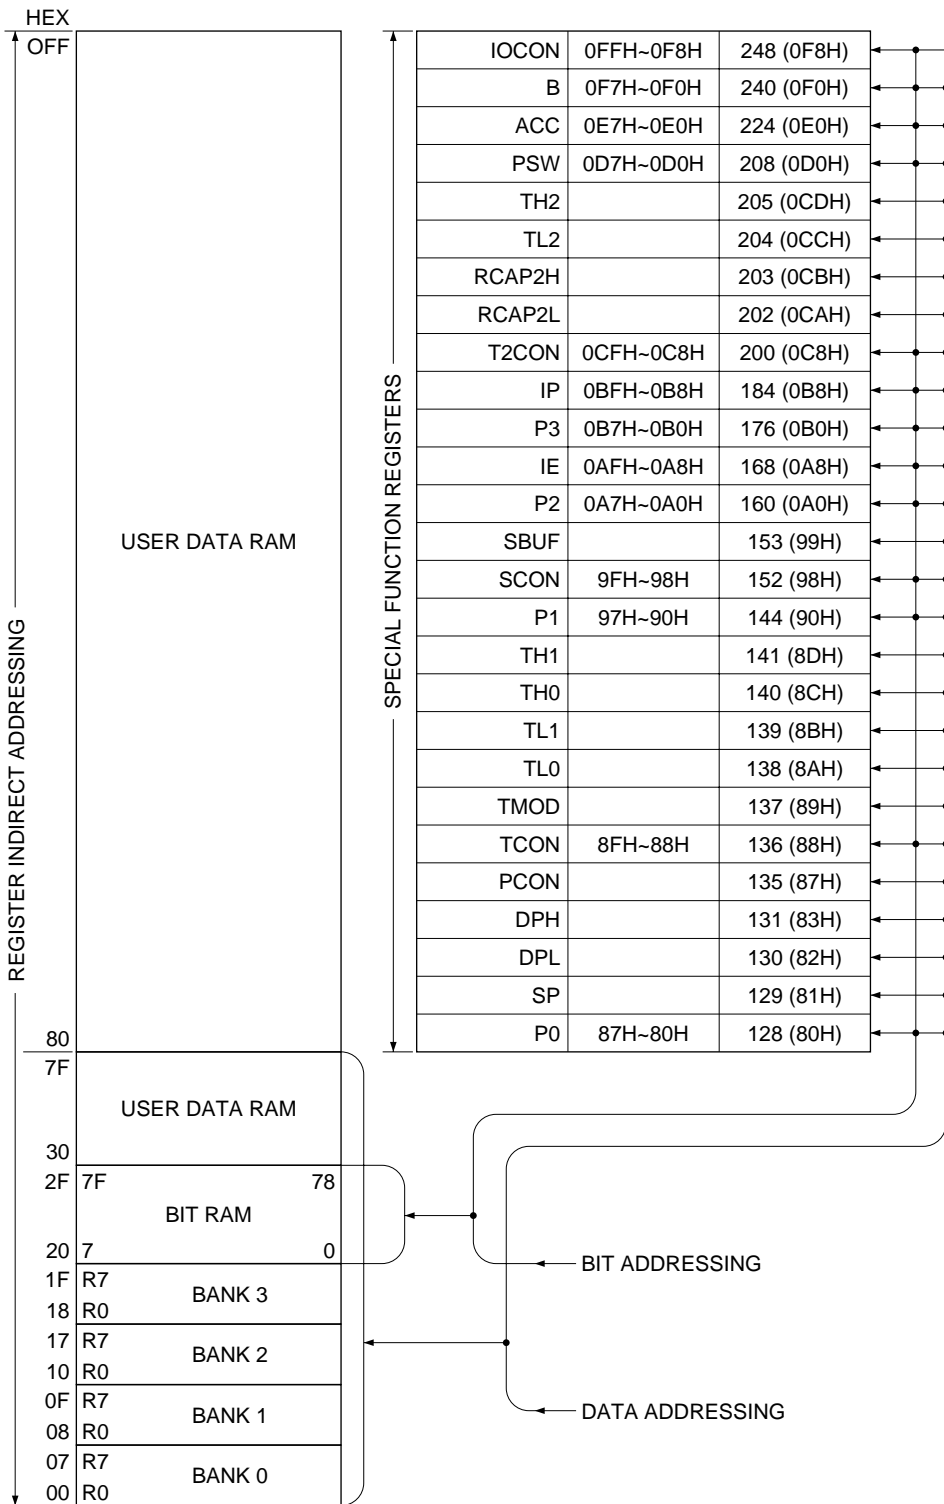 HEX
OFF
IOCON 0FFH~0F8H 248 (0F8H)
B 0F7H~0F0H 240 (0F0H)
ACC 0E7H~0E0H 224 (0E0H)
PSW 0D7H~0D0H 208 (0D0H)
TH2 205 (0CDH)
TL2 204 (0CCH)
RCAP2H 203 (0CBH)
RCAP2L 202 (0CAH)
T2CON 0CFH~0C8H 200 (0C8H)
IP 0BFH~0B8H 184 (0B8H)
P3 0B7H~0B0H 176 (0B0H)
IE 0AFH~0A8H 168 (0A8H)
P2 0A7H~0A0H 160 (0A0H)
SBUF 153 (99H)
SCON 9FH~98H 152 (98H)
P1 97H~90H 144 (90H)
TH1 141 (8DH)
TH0 140 (8CH)
TL1 139 (8BH)
TL0 138 (8AH)
TMOD 137 (89H)
TCON 8FH~88H 136 (88H)
PCON 135 (87H)
DPH 131 (83H)
DPL 130 (82H)
SP 129 (81H)
P0 87H~80H 128 (80H)
SPECIAL FUNCTION REGISTERS
USER DATA RAM
REGISTER INDIRECT ADDRESSING
80
7F
USER DATA RAM
30
2F 7F 78
BIT RAM
20 7 0
BIT ADDRESSING
1F R7
BANK 3
18 R0
17 R7
BANK 2
10 R0
0F R7
BANK 1
08 R0
DATA ADDRESSING
07 R7
BANK 0
00 R0